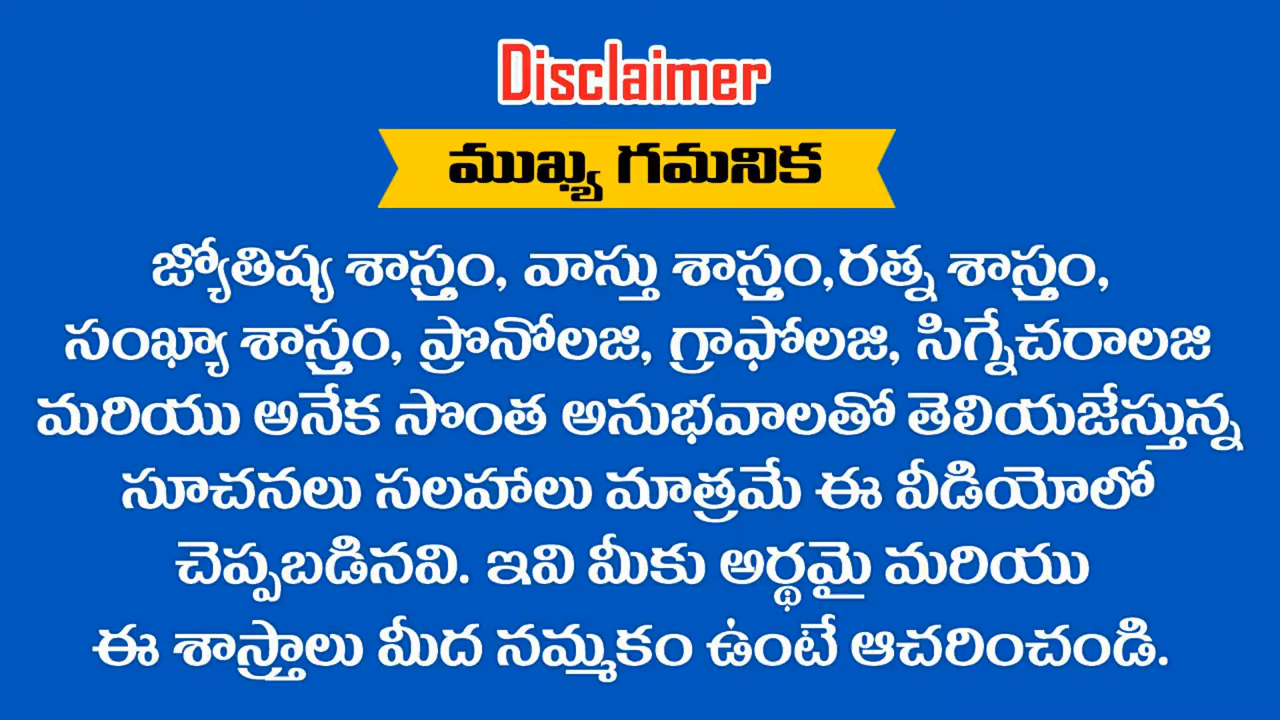 Disclaimer
ముఖ్య గమనిక
జ్యోతిష్య శాస్త్రం, వాస్తు శాస్త్రం,రత్న శాస్త్రం,
సంఖ్యా శాస్త్రం, ప్రొనోలజి, గ్రాఫోలజి, సిగ్నేచరాలజి
మరియు అనేక సొంత అనుభవాలతో తెలియజేస్తున్న
సూచనలు సలహాలు మాత్రమే ఈ వీడియోలో
చెప్పబడినవి. ఇవి మీకు అర్థమై మరియు
ఈ శాస్త్రాలు మీద నమ్మకం ఉంటే ఆచరించండి.